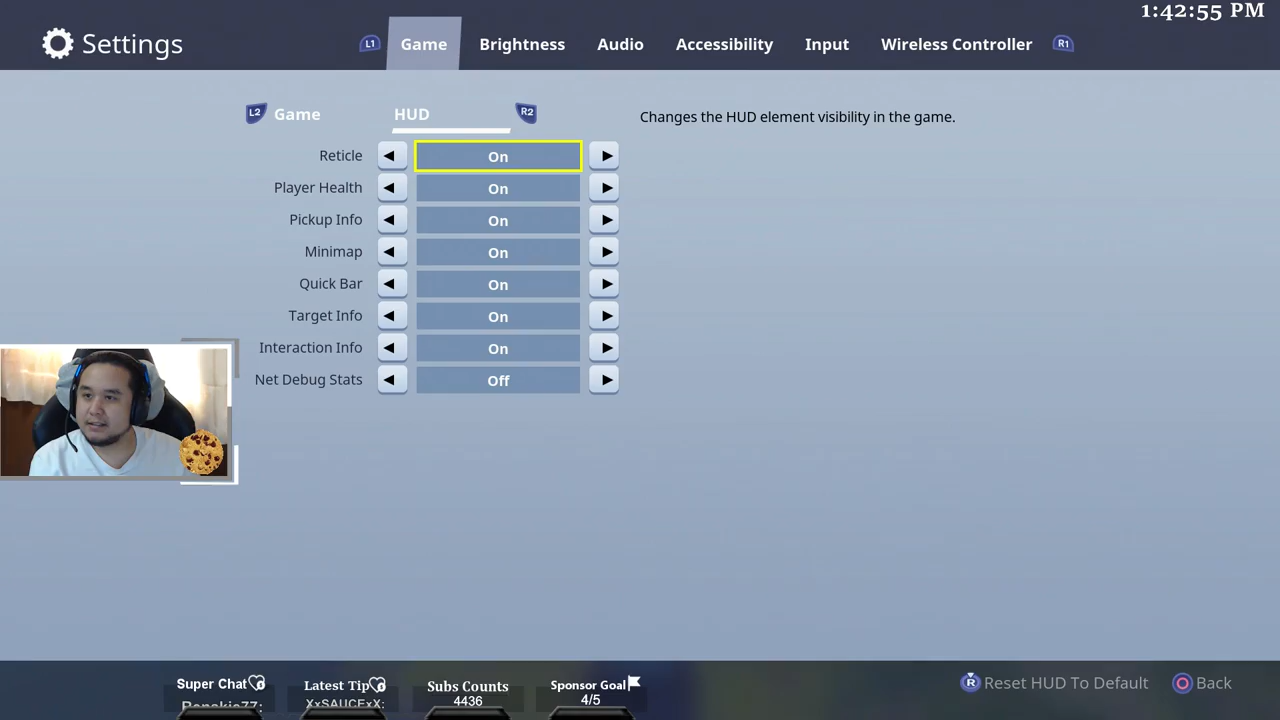 1:42:55 PM
Settings
L1 Game Brightness Audio Accessibility Input Wireless Controller R1
L2 Game HUD R2
Changes the HUD element visibility in the game.
Reticle On
Player Health On
Pickup Info On
Minimap On
Quick Bar On
Target Info On
Interaction Info On
Net Debug Stats Off
Super Chat
Latest Tip
XxSAUCExX:
Subs Counts
4436
Sponsor Goal
4/5
R Reset HUD To Default Back